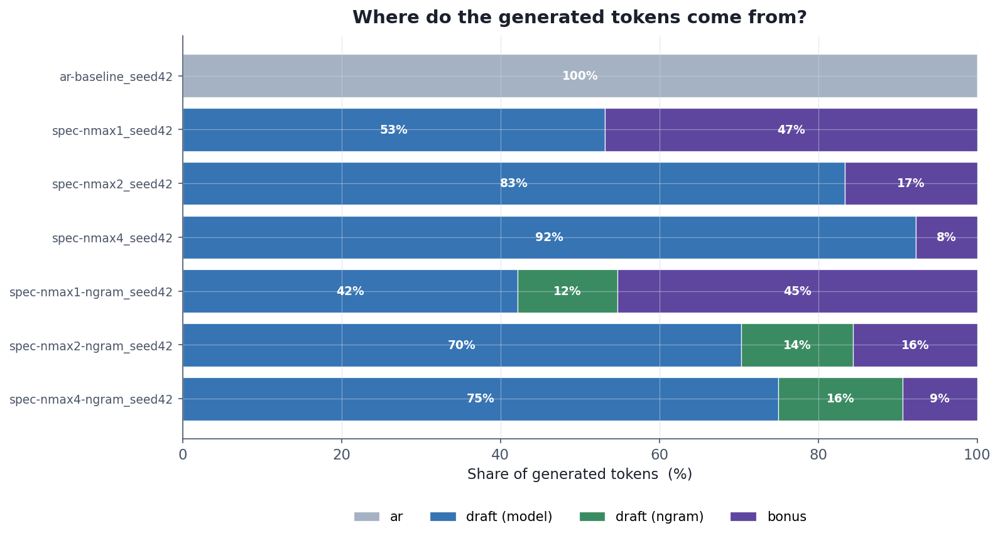 Where do the generated tokens come from?
ar-baseline_seed42
100%
spec-nmax1_seed42
53%
47%
spec-nmax2_seed42
83%
17%
spec-nmax4_seed42
92%
8%
spec-nmax1-ngram_seed42
42%
12%
45%
spec-nmax2-ngram_seed42
70%
14%
16%
spec-nmax4-ngram_seed42
75%
16%
9%
0
20
40
60
80
100
Share of generated tokens (%)
ar
draft (model)
draft (ngram)
bonus